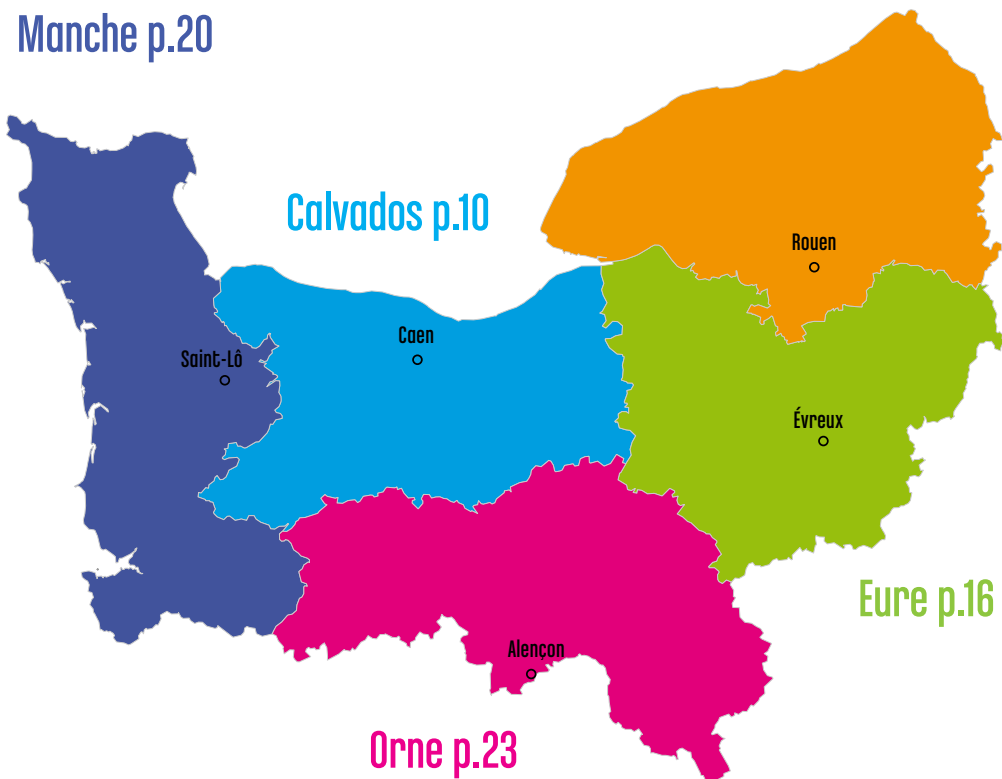 Manche p.20
Calvados p.10
Rouen
Caen
Saint-Lô
Évreux
Eure p.16
Alençon
Orne p.23